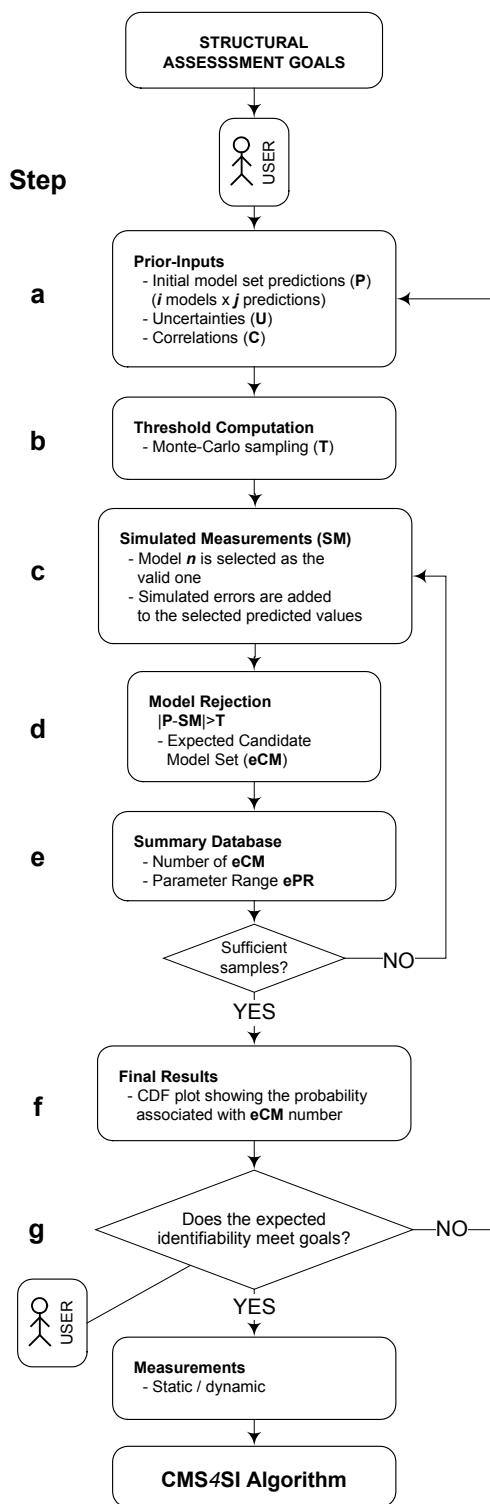 STRUCTURAL
ASSESSSMENT GOALS
USER
Step
a
Prior-Inputs
- Initial model set predictions (P)
(i models x j predictions)
- Uncertainties (U)
- Correlations (C)
b
Threshold Computation
- Monte-Carlo sampling (T)
c
Simulated Measurements (SM)
- Model n is selected as the
valid one
- Simulated errors are added
to the selected predicted values
d
Model Rejection
|P-SM|>T
- Expected Candidate
Model Set (eCM)
e
Summary Database
- Number of eCM
- Parameter Range ePR
Sufficient
samples?
NO
YES
f
Final Results
- CDF plot showing the probability
associated with eCM number
g
Does the expected
identifiability meet goals?
NO
USER
YES
Measurements
- Static / dynamic
CMS4SI Algorithm